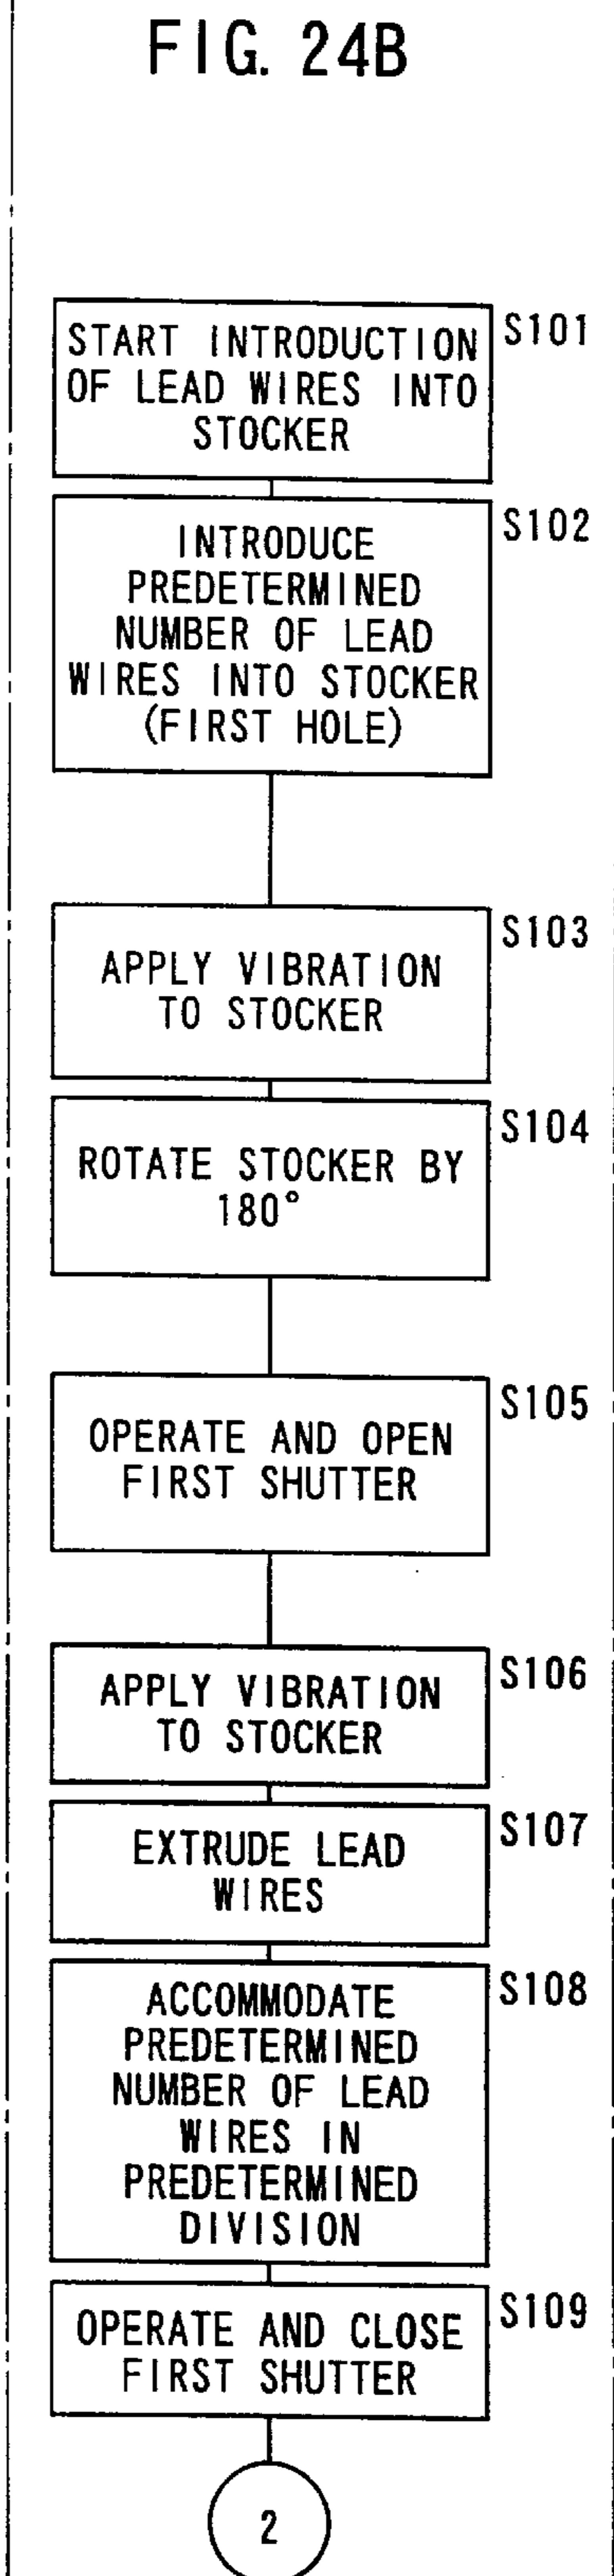 FIG. 24B
START INTRODUCTION
OF LEAD WIRES INTO
STOCKER
S101
INTRODUCE
PREDETERMINED
NUMBER OF LEAD
WIRES INTO STOCKER
(FIRST HOLE)
S102
APPLY VIBRATION
TO STOCKER
S103
ROTATE STOCKER BY
180°
S104
OPERATE AND OPEN
FIRST SHUTTER
S105
APPLY VIBRATION
TO STOCKER
S106
EXTRUDE LEAD
WIRES
S107
ACCOMMODATE
PREDETERMINED
NUMBER OF LEAD
WIRES IN
PREDETERMINED
DIVISION
S108
OPERATE AND CLOSE
FIRST SHUTTER
S109
2